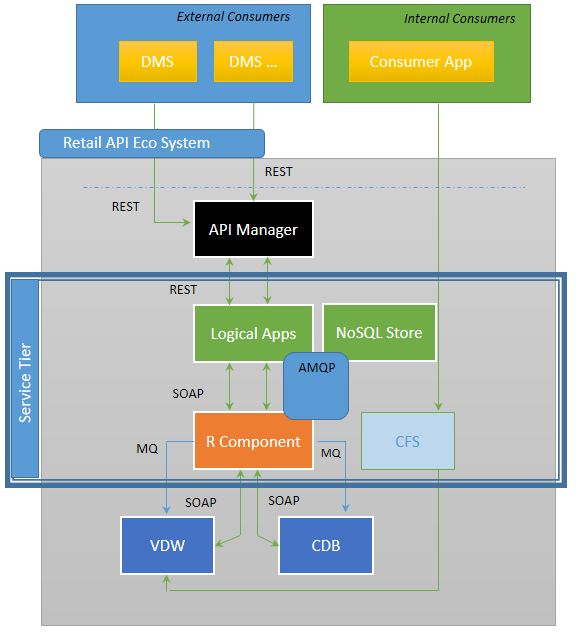 External Consumers
Internal Consumers
DMS
DMS ...
Consumer App
Retail API Eco System
REST
REST
API Manager
REST
Logical Apps
NoSQL Store
Service Tier
AMQP
SOAP
R Component
CFS
MQ
MQ
SOAP
SOAP
VDW
CDB